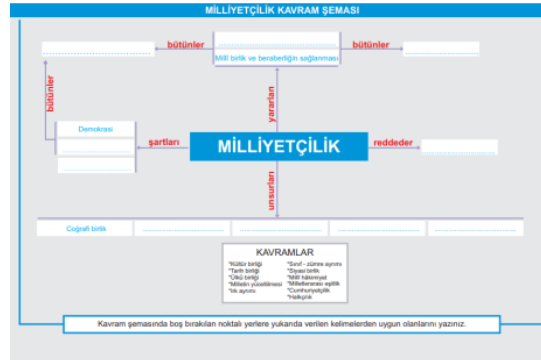 MİLLİYETÇİLİK KAVRAM ŞEMASI
bütünler
bütünler
Millî birlik ve beraberliğin sağlanması
bütünler
yararları
Demokrasi
şartları
MİLLİYETÇİLİK
reddeder
unsurları
Coğrafi birlik
KAVRAMLAR
*Kültür birliği
*Tarih birliği
*Ülkü birliği
*Milletin yüceltilmesi
*Irk ayrımı
*Sınıf - zümre ayrımı
*Siyasi birlik
*Millî hâkimiyet
*Milletlerarası eşitlik
*Cumhuriyetçilik
*Halkçılık
Kavram şemasında boş bırakılan noktalı yerlere yukarıda verilen kelimelerden uygun olanlarını yazınız.